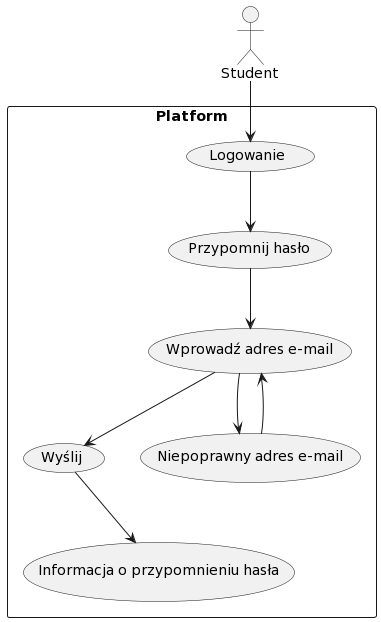 Student
Platform
Logowanie
Przypomnij hasło
Wprowadź adres e-mail
Wyślij
Niepoprawny adres e-mail
Informacja o przypomnieniu hasła